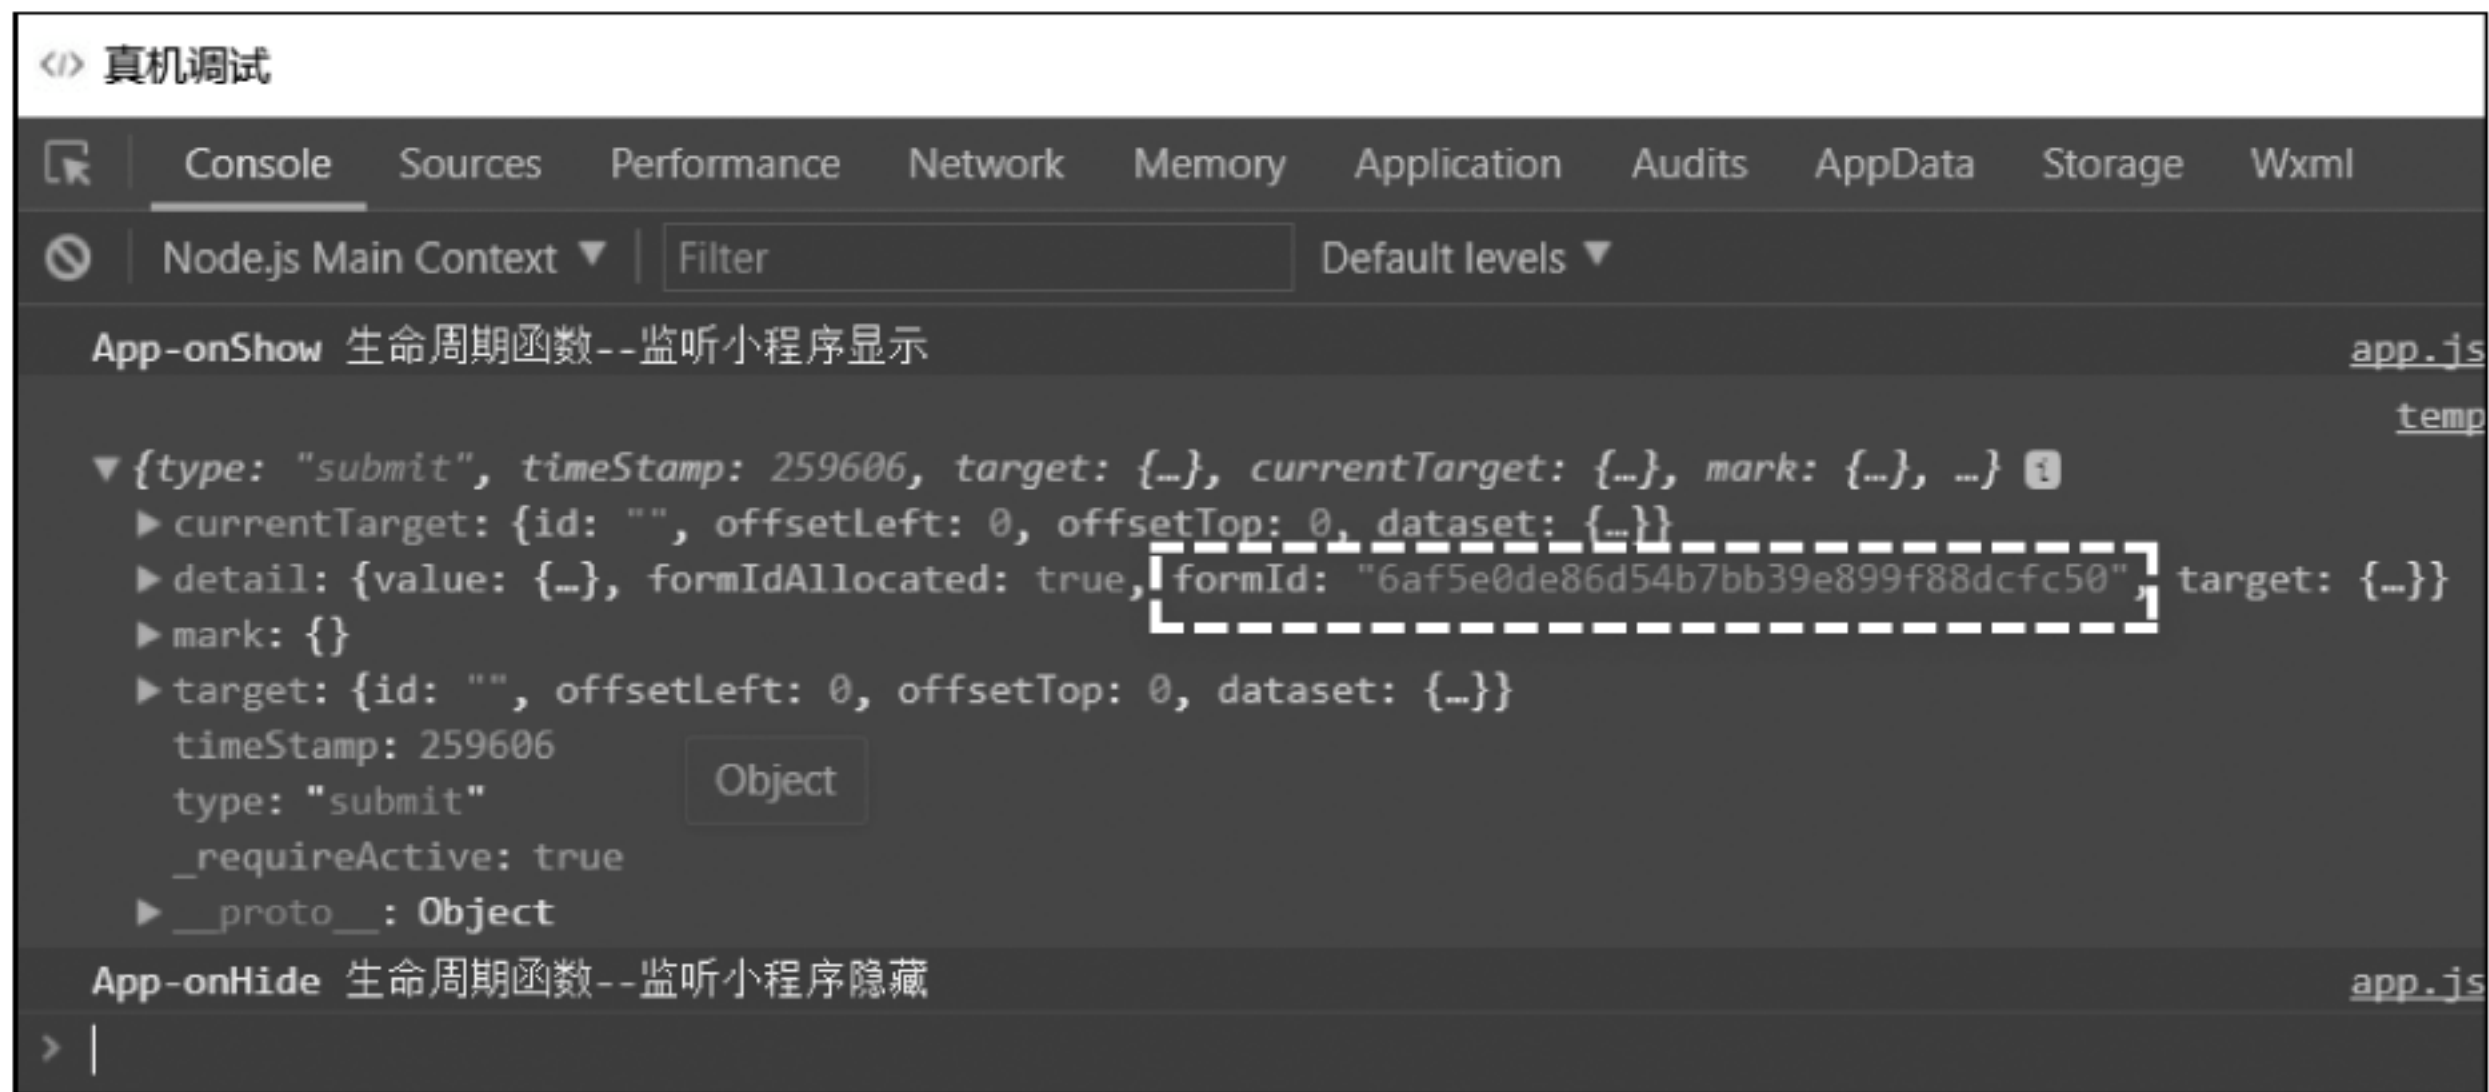 </> 真机调试
Console Sources Performance Network Memory Application Audits AppData Storage Wxml
Node.js Main Context ▼ Filter Default levels ▼
App-onShow 生命周期函数--监听小程序显示 app.js
temp
▼{type: "submit", timeStamp: 259606, target: {…}, currentTarget: {…}, mark: {…}, …} i
▶currentTarget: {id: "", offsetLeft: 0, offsetTop: 0, dataset: {…}}
▶detail: {value: {…}, formIdAllocated: true, formId: "6af5e0de86d54b7bb39e899f88dcfc50", target: {…}}
▶mark: {}
▶target: {id: "", offsetLeft: 0, offsetTop: 0, dataset: {…}}
timeStamp: 259606
Object
type: "submit"
_requireActive: true
▶__proto__: Object
App-onHide 生命周期函数--监听小程序隐藏 app.js
>